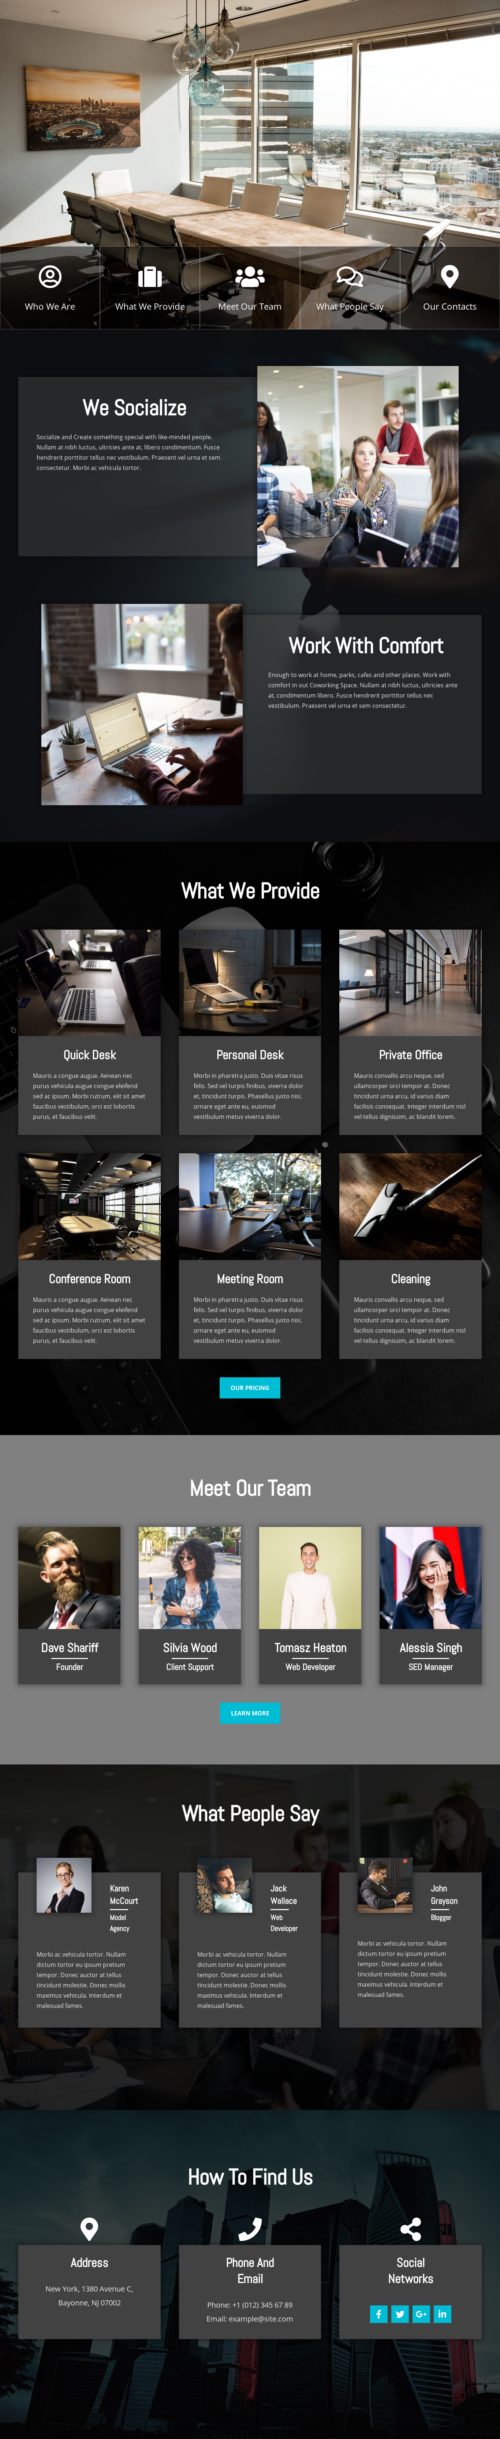 Who We Are
What We Provide
Meet Our Team
What People Say
Our Contacts
We Socialize
Socialize and Create something special with like-minded people.
Nullam at nibh luctus, ultricies ante at, libero condimentum. Fusce
hendrerit porttitor tellus nec vestibulum. Praesent vel urna et sem
consectetur. Morbi ac vehicula tortor.
Work With Comfort
Enough to work at home, parks, cafes and other places. Work with
comfort in out Coworking Space. Nullam at nibh luctus, ultricies ante
at, condimentum libero. Fusce hendrerit porttitor tellus nec
vestibulum. Praesent vel urna et sem consectetur.
What We Provide
Quick Desk
Mauris a congue augue. Aenean nec
purus vehicula augue congue eleifend
sed ac ipsum. Morbi rutrum, elit sit amet
faucibus vestibulum, orci est lobortis
purus, et faucibus velit.
Personal Desk
Morbi in pharetra justo. Duis vitae risus
felis. Sed vel turpis finibus, viverra dolor
et, tincidunt turpis. Phasellus justo nisi,
ornare eget ante eu, euismod
vestibulum metus viverra dolor.
Private Office
Mauris convallis arcu neque, sed
ullamcorper orci tempor at. Donec
tincidunt urna arcu, id varius diam
facilisis consequat. Integer interdum nisl
vel tellus dignissim, ac blandit lorem.
Conference Room
Mauris a congue augue. Aenean nec
purus vehicula augue congue eleifend
sed ac ipsum. Morbi rutrum, elit sit amet
faucibus vestibulum, orci est lobortis
purus, et faucibus velit.
Meeting Room
Morbi in pharetra justo. Duis vitae risus
felis. Sed vel turpis finibus, viverra dolor
et, tincidunt turpis. Phasellus justo nisi,
ornare eget ante eu, euismod
vestibulum metus viverra dolor.
Cleaning
Mauris convallis arcu neque, sed
ullamcorper orci tempor at. Donec
tincidunt urna arcu, id varius diam
facilisis consequat. Integer interdum nisl
vel tellus dignissim, ac blandit lorem.
OUR PRICING
Meet Our Team
Dave Shariff
Founder
Silvia Wood
Client Support
Tomasz Heaton
Web Developer
Alessia Singh
SEO Manager
LEARN MORE
What People Say
Karen
McCourt
Model
Agency
Morbi ac vehicula tortor. Nullam
dictum tortor eu ipsum pretium
tempor. Donec auctor at tellus
tincidunt molestie. Donec mollis
maximus vehicula. Interdum et
malesuad fames.
Jack
Wallace
Web
Developer
Morbi ac vehicula tortor. Nullam
dictum tortor eu ipsum pretium
tempor. Donec auctor at tellus
tincidunt molestie. Donec mollis
maximus vehicula. Interdum et
malesuad fames.
John
Grayson
Blogger
Morbi ac vehicula tortor. Nullam
dictum tortor eu ipsum pretium
tempor. Donec auctor at tellus
tincidunt molestie. Donec mollis
maximus vehicula. Interdum et
malesuad fames.
How To Find Us
Address
New York, 1380 Avenue C,
Bayonne, NJ 07002
Phone And
Email
Phone: +1 (012) 345 67 89
Email: example@site.com
Social
Networks